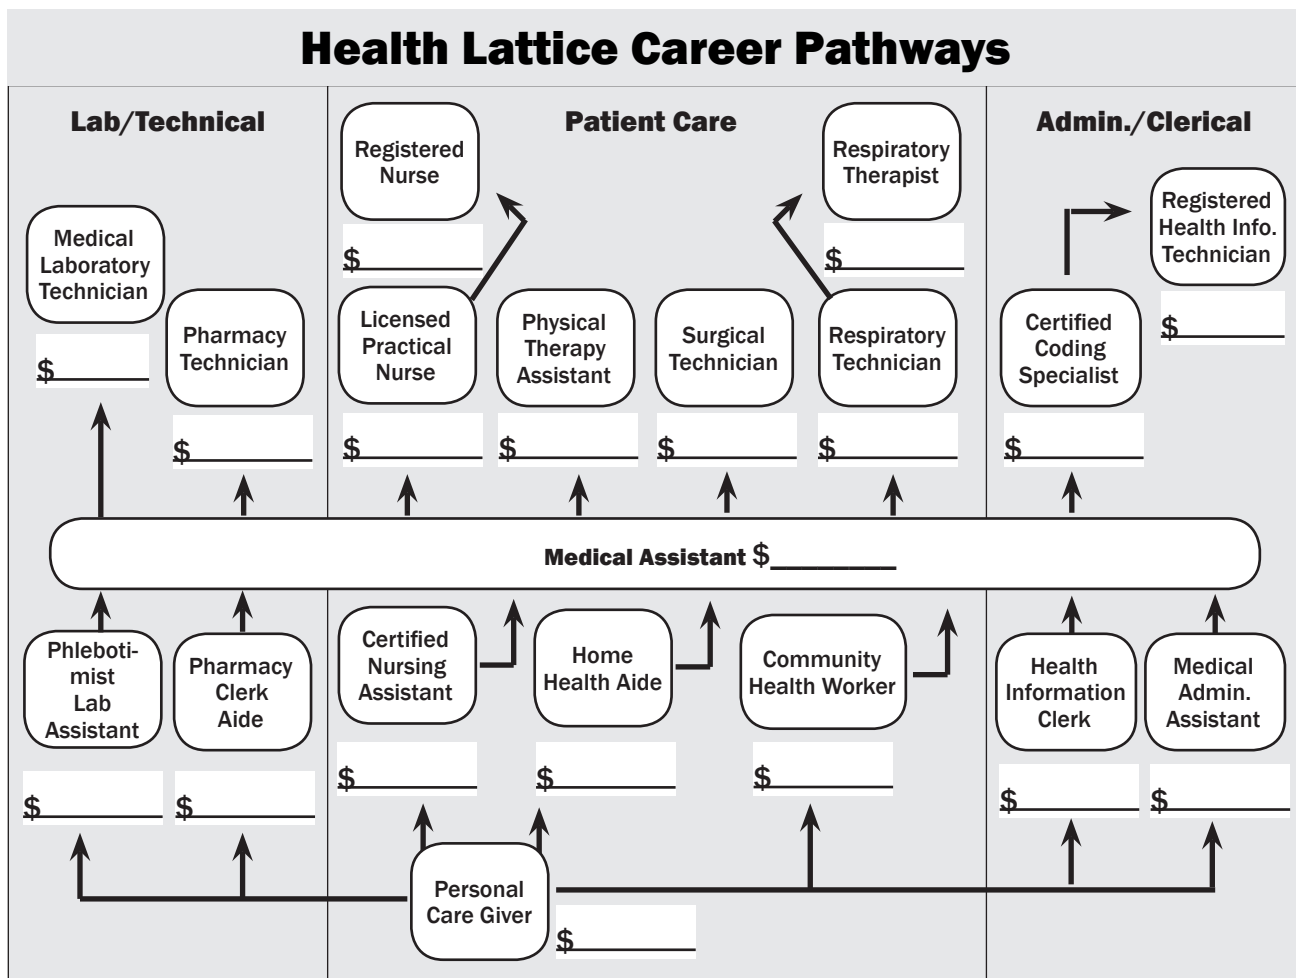 Health Lattice Career Pathways
Lab/Technical
Patient Care
Admin./Clerical
Registered
Nurse
$
Respiratory
Therapist
$
Registered
Health Info.
Technician
$
Medical
Laboratory
Technician
$
Pharmacy
Technician
$
Licensed
Practical
Nurse
$
Physical
Therapy
Assistant
$
Surgical
Technician
$
Respiratory
Technician
$
Certified
Coding
Specialist
$
Medical Assistant $________
Phleboti-
mist
Lab
Assistant
$
Pharmacy
Clerk
Aide
$
Certified
Nursing
Assistant
$
Home
Health Aide
$
Community
Health Worker
$
Health
Information
Clerk
$
Medical
Admin.
Assistant
$
Personal
Care Giver
$